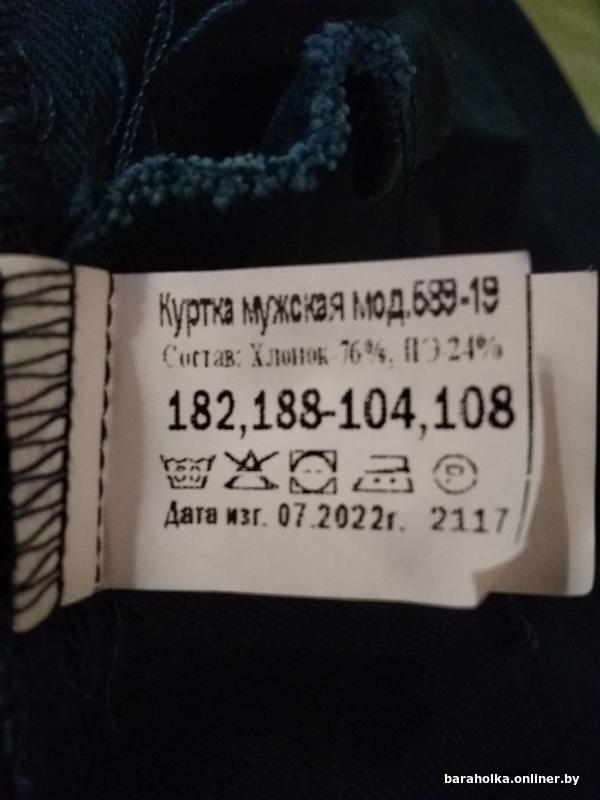 Куртка мужская мод.689-19
Состав: Хлопок-76%, ПЭ-24%
182,188-104,108
Дата изг. 07.2022г. 2117
baraholka.onliner.by